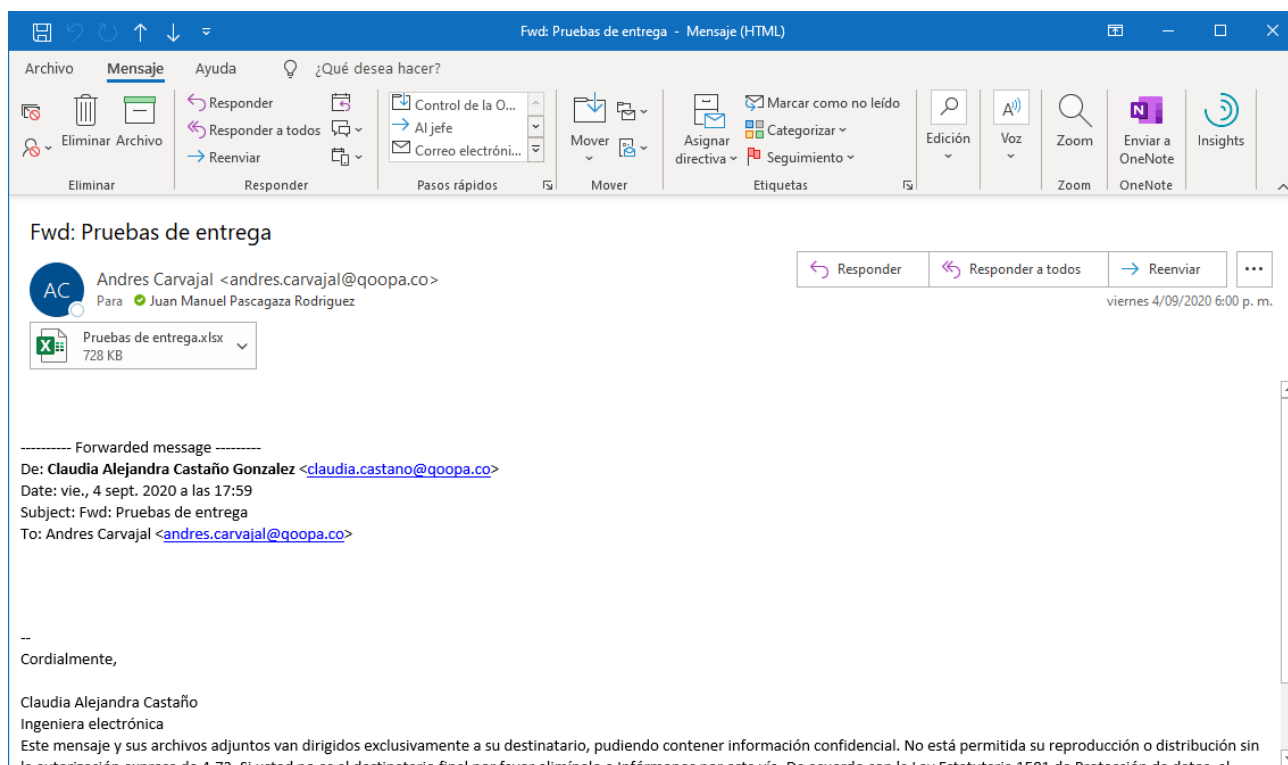 Fwd: Pruebas de entrega - Mensaje (HTML)
Archivo Mensaje Ayuda ¿Qué desea hacer?
Eliminar
Archivo
Responder
Responder a todos
Reenviar
Control de la O...
Al jefe
Correo electróni...
Mover
Asignar directiva
Marcar como no leído
Categorizar
Seguimiento
Edición
Voz
Zoom
Enviar a OneNote
Insights
Eliminar Responder Pasos rápidos Mover Etiquetas Zoom OneNote
Fwd: Pruebas de entrega
AC
Andres Carvajal <andres.carvajal@qoopa.co>
Para Juan Manuel Pascagaza Rodriguez
Responder Responder a todos Reenviar ...
viernes 4/09/2020 6:00 p. m.
Pruebas de entrega.xlsx
728 KB
---------- Forwarded message ---------
De: Claudia Alejandra Castaño Gonzalez <claudia.castano@qoopa.co>
Date: vie., 4 sept. 2020 a las 17:59
Subject: Fwd: Pruebas de entrega
To: Andres Carvajal <andres.carvajal@qoopa.co>
--
Cordialmente,
Claudia Alejandra Castaño
Ingeniera electrónica
Este mensaje y sus archivos adjuntos van dirigidos exclusivamente a su destinatario, pudiendo contener información confidencial. No está permitida su reproducción o distribución sin